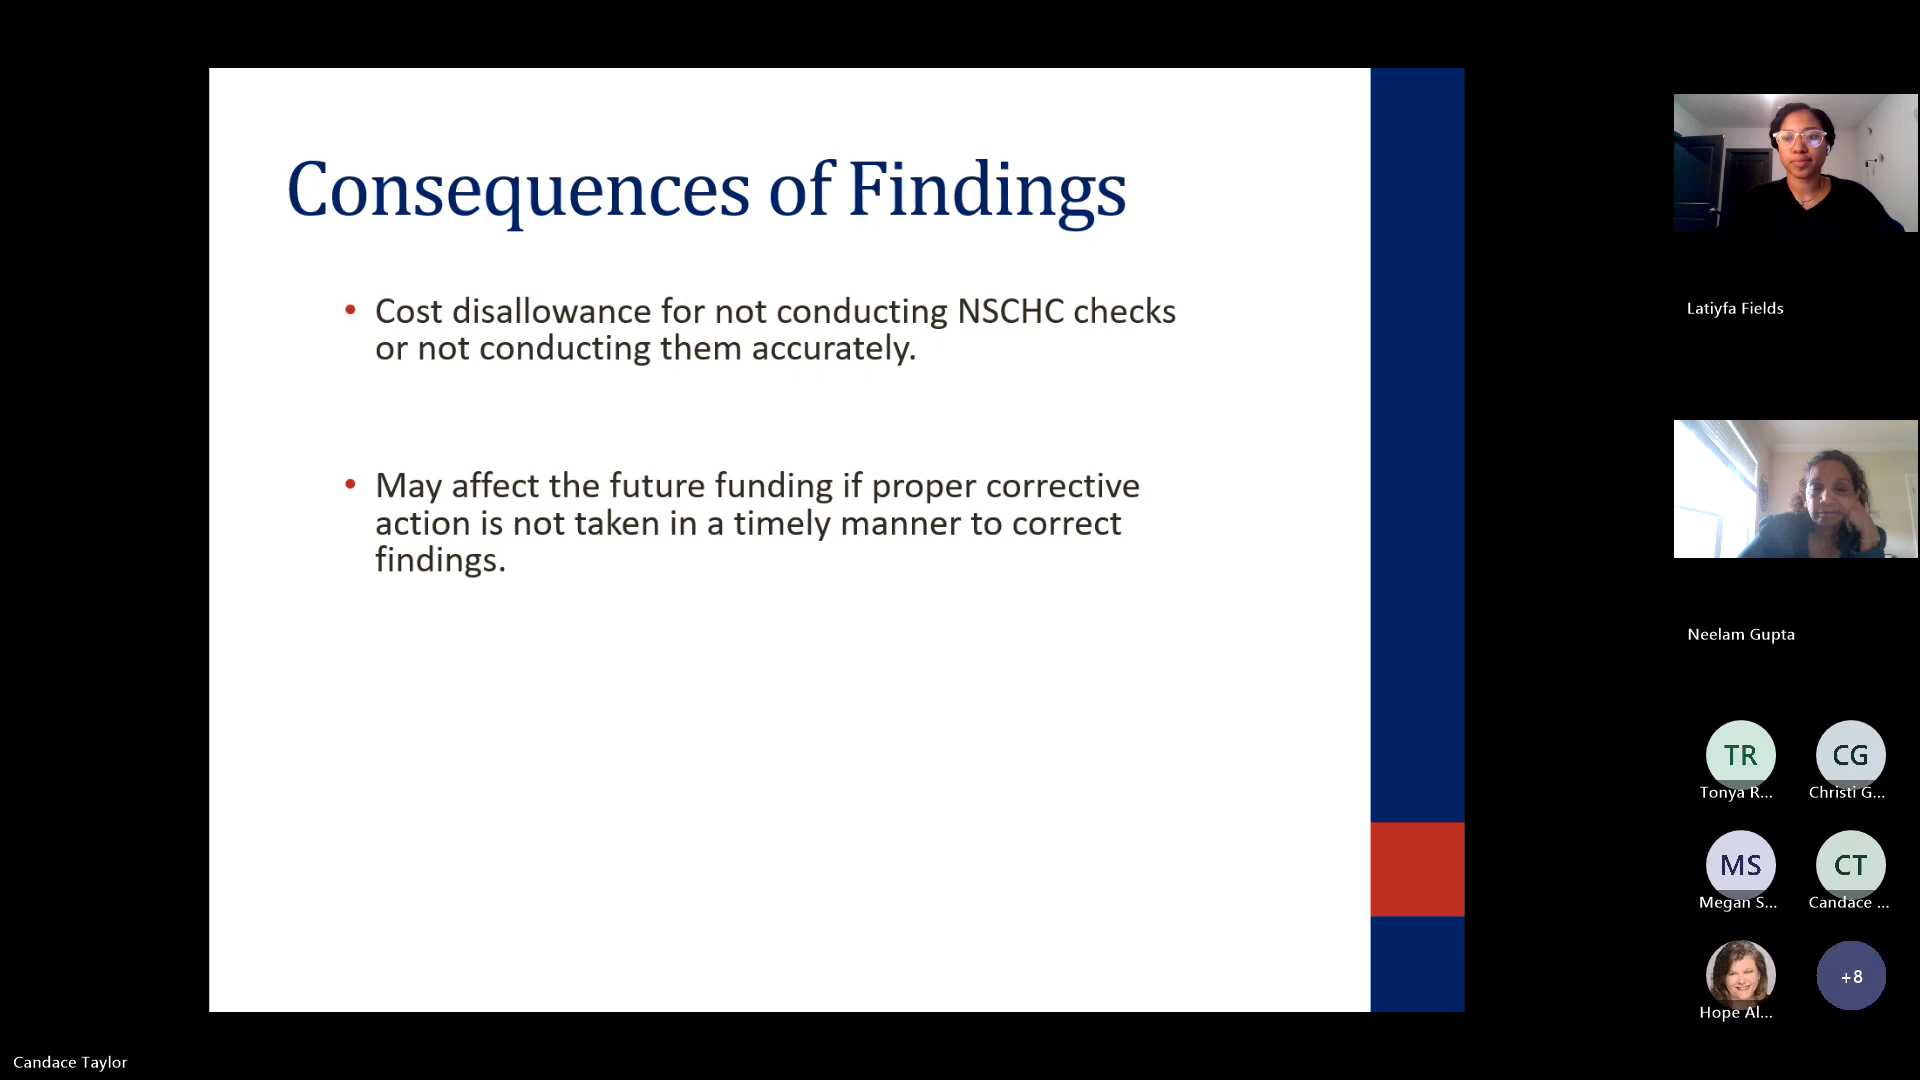 Consequences of Findings
• Cost disallowance for not conducting NSCHC checks
or not conducting them accurately.
• May affect the future funding if proper corrective
action is not taken in a timely manner to correct
findings.
Latiyfa Fields
Neelam Gupta
TR
CG
Tonya R...
Christi G...
MS
CT
Megan S...
Candace ...
+8
Hope Al...
Candace Taylor